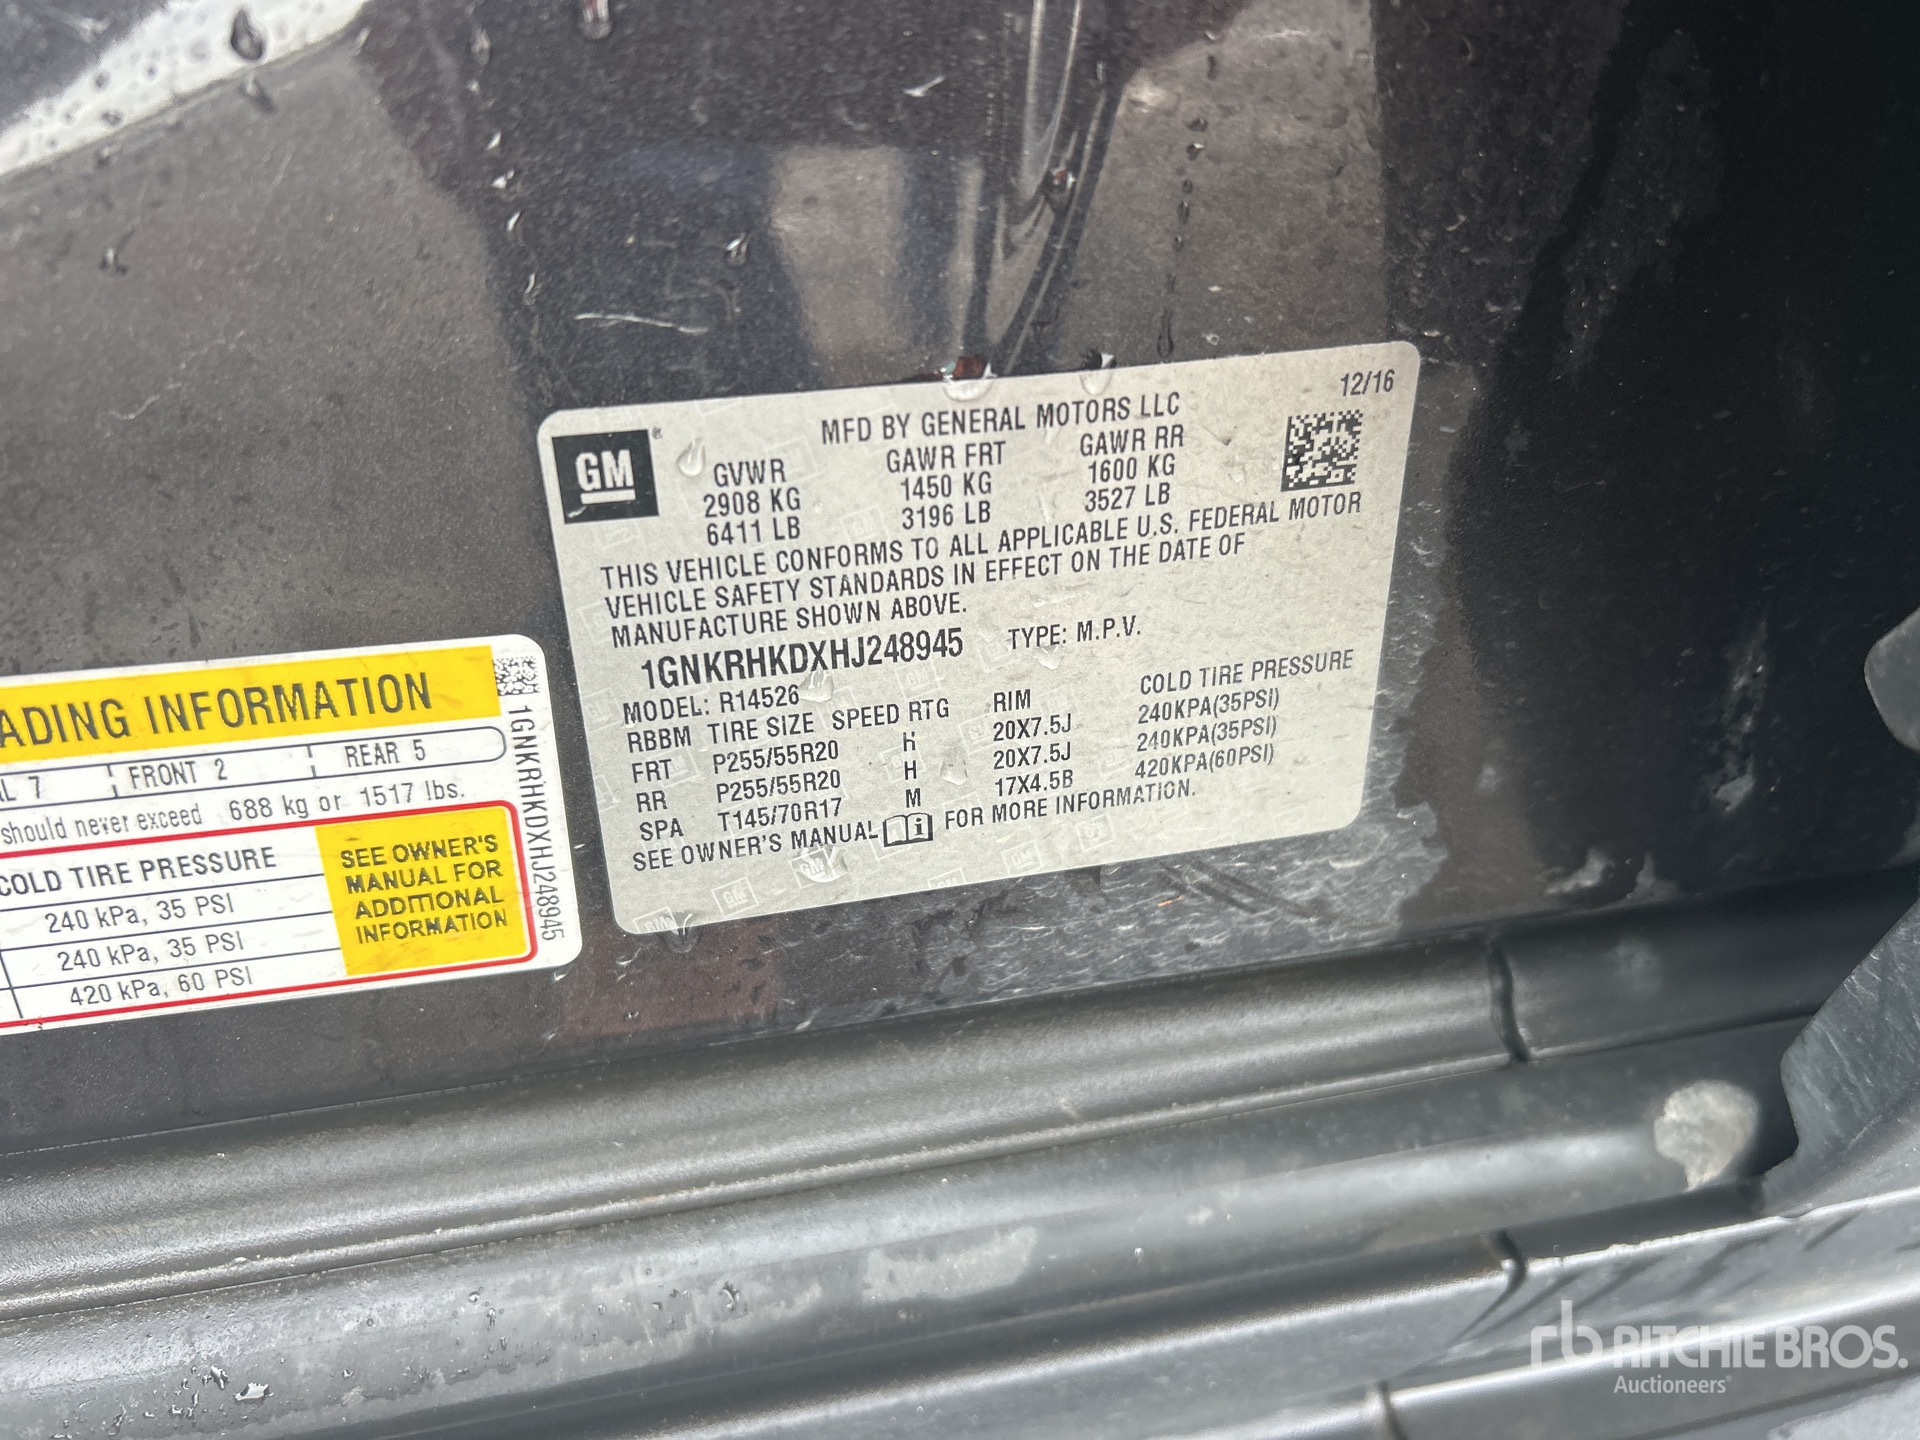 12/16
MFD BY GENERAL MOTORS LLC
GM®
GVWR GAWR FRT GAWR RR
2908 KG 1450 KG 1600 KG
6411 LB 3196 LB 3527 LB
THIS VEHICLE CONFORMS TO ALL APPLICABLE U.S. FEDERAL MOTOR
VEHICLE SAFETY STANDARDS IN EFFECT ON THE DATE OF
MANUFACTURE SHOWN ABOVE.
1GNKRHKDXHJ248945 TYPE: M.P.V.
MODEL: R14526
RBBM TIRE SIZE SPEED RTG RIM COLD TIRE PRESSURE
FRT P255/55R20 H 20X7.5J 240KPA(35PSI)
RR P255/55R20 H 20X7.5J 240KPA(35PSI)
SPA T145/70R17 M 17X4.5B 420KPA(60PSI)
SEE OWNER'S MANUAL i FOR MORE INFORMATION.
ADING INFORMATION
AL 7 FRONT 2 REAR 5
should never exceed 688 kg or 1517 lbs.
COLD TIRE PRESSURE
240 kPa, 35 PSI
240 kPa, 35 PSI
420 kPa, 60 PSI
SEE OWNER'S
MANUAL FOR
ADDITIONAL
INFORMATION
1GNKRHKDXHJ248945
rb RITCHIE BROS.
Auctioneers